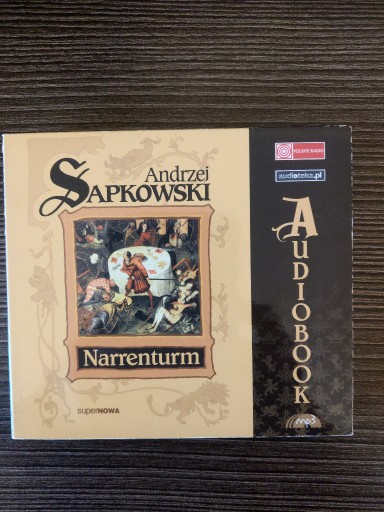 Andrzej
SAPKOWSKI
Narrenturm
superNOWA
POLSKIE RADIO
audioteka.pl
AUDIOBOOK
mp3